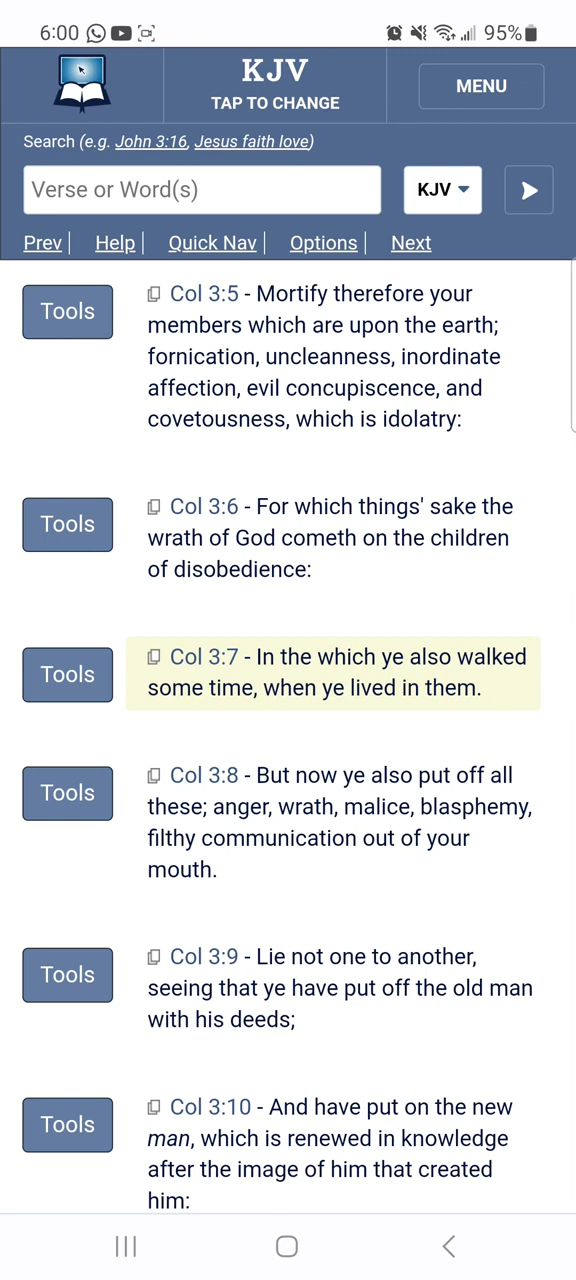 6:00 95%
KJV
TAP TO CHANGE
MENU
Search (e.g. John 3:16, Jesus faith love)
Verse or Word(s)
KJV
Prev | Help | Quick Nav | Options | Next
Tools
Col 3:5 - Mortify therefore your
members which are upon the earth;
fornication, uncleanness, inordinate
affection, evil concupiscence, and
covetousness, which is idolatry:
Tools
Col 3:6 - For which things' sake the
wrath of God cometh on the children
of disobedience:
Tools
Col 3:7 - In the which ye also walked
some time, when ye lived in them.
Tools
Col 3:8 - But now ye also put off all
these; anger, wrath, malice, blasphemy,
filthy communication out of your
mouth.
Tools
Col 3:9 - Lie not one to another,
seeing that ye have put off the old man
with his deeds;
Tools
Col 3:10 - And have put on the new
man, which is renewed in knowledge
after the image of him that created
him: